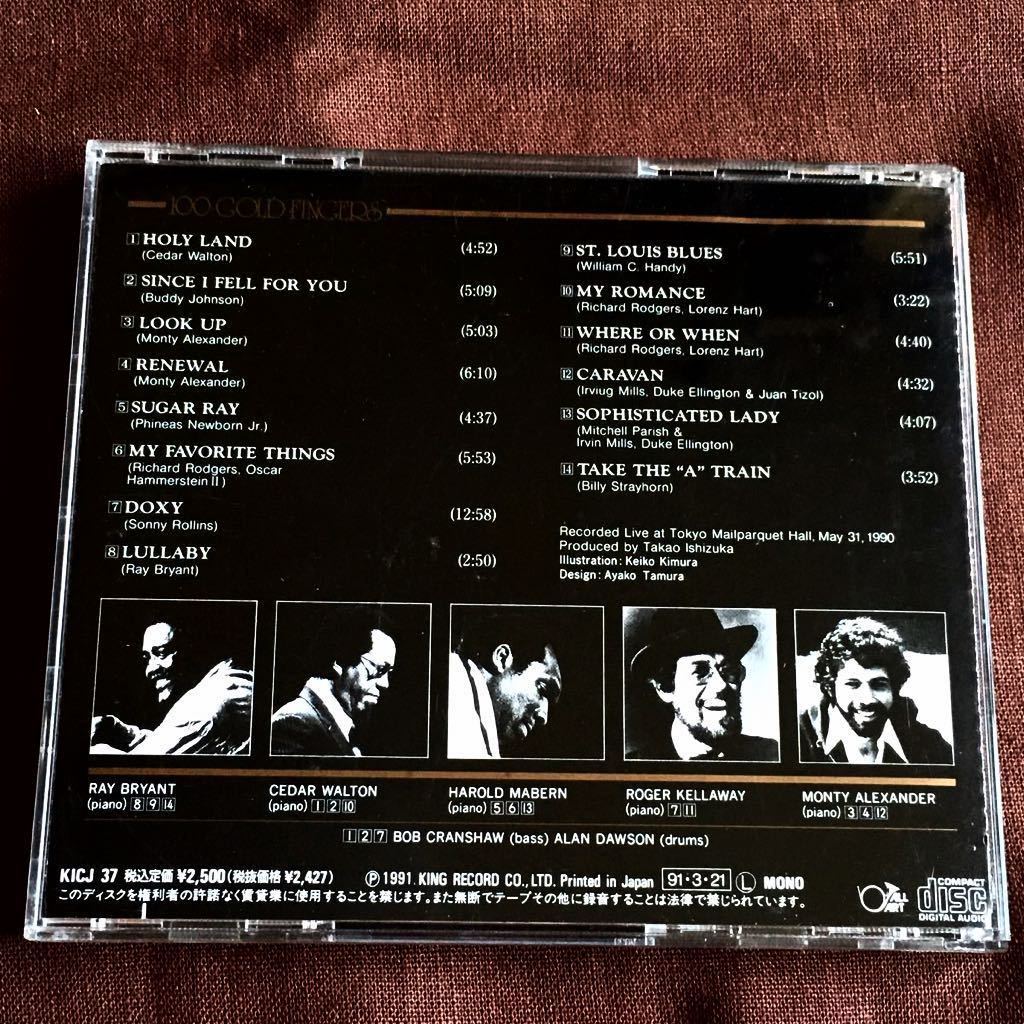 100 GOLD FINGERS
1 HOLY LAND (4:52)
(Cedar Walton)
2 SINCE I FELL FOR YOU (5:09)
(Buddy Johnson)
3 LOOK UP (5:03)
(Monty Alexander)
4 RENEWAL (6:10)
(Monty Alexander)
5 SUGAR RAY (4:37)
(Phineas Newborn Jr.)
6 MY FAVORITE THINGS (5:53)
(Richard Rodgers, Oscar
Hammerstein II)
7 DOXY (12:58)
(Sonny Rollins)
8 LULLABY (2:50)
(Ray Bryant)
9 ST. LOUIS BLUES (5:51)
(William C. Handy)
10 MY ROMANCE (3:22)
(Richard Rodgers, Lorenz Hart)
11 WHERE OR WHEN (4:40)
(Richard Rodgers, Lorenz Hart)
12 CARAVAN (4:32)
(Irviug Mills, Duke Ellington & Juan Tizol)
13 SOPHISTICATED LADY (4:07)
(Mitchell Parish &
Irvin Mills, Duke Ellington)
14 TAKE THE “A” TRAIN (3:52)
(Billy Strayhorn)
Recorded Live at Tokyo Mailparquet Hall, May 31, 1990
Produced by Takao Ishizuka
Illustration: Keiko Kimura
Design: Ayako Tamura
RAY BRYANT
(piano) 8 9 14
CEDAR WALTON
(piano) 1 2 10
HAROLD MABERN
(piano) 5 6 13
ROGER KELLAWAY
(piano) 7 11
MONTY ALEXANDER
(piano) 3 4 12
1 2 7 BOB CRANSHAW (bass) ALAN DAWSON (drums)
KICJ 37 税込定価 ¥2,500(税抜価格 ¥2,427) Ⓟ 1991. KING RECORD CO., LTD. Printed in Japan 91・3・21 Ⓛ MONO
このディスクを権利者の許諾なく賃貸業に使用することを禁じます。また無断でテープその他に録音することは法律で禁じられています。
ALL
ART
COMPACT
disc
DIGITAL AUDIO